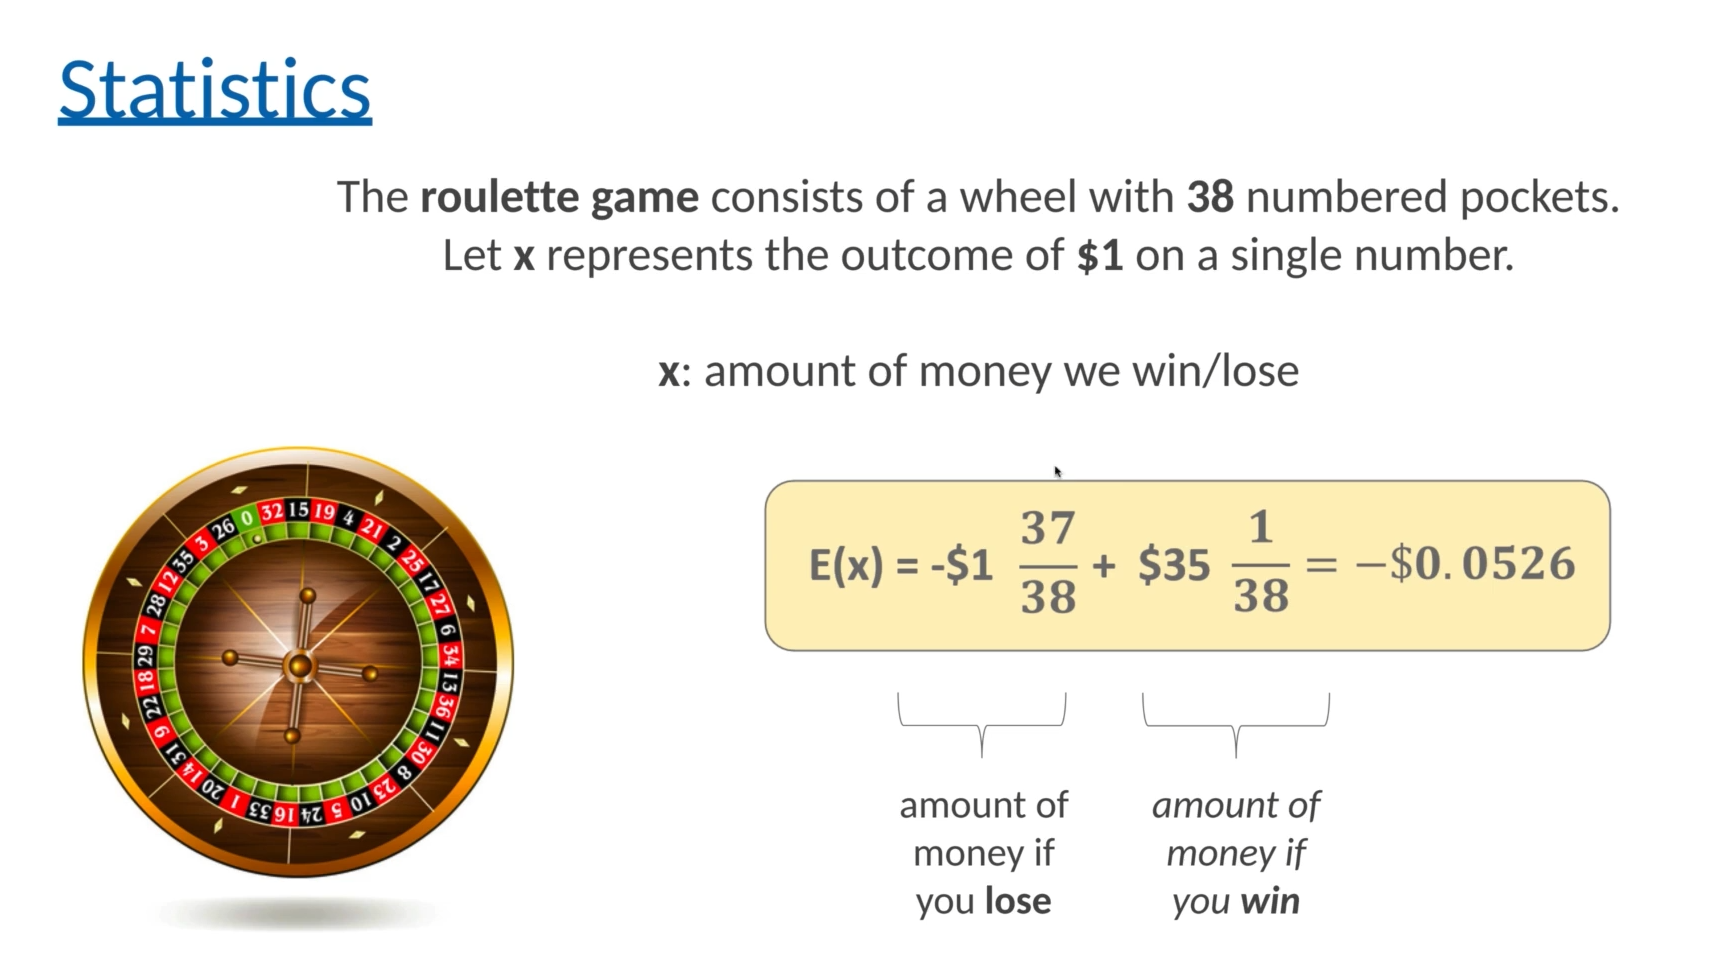 Statistics
The roulette game consists of a wheel with 38 numbered pockets.
Let x represents the outcome of $1 on a single number.
x: amount of money we win/lose
E(x) = -$1 37/38 + $35 1/38 = −$0.0526
amount of
money if
you lose
amount of
money if
you win
0 32 15 19 4 21 2 25 17 27 6 34 13 36 11 30 8 23 10 5 24 16 33 1 20 14 31 9 22 18 29 7 28 12 35 3 26